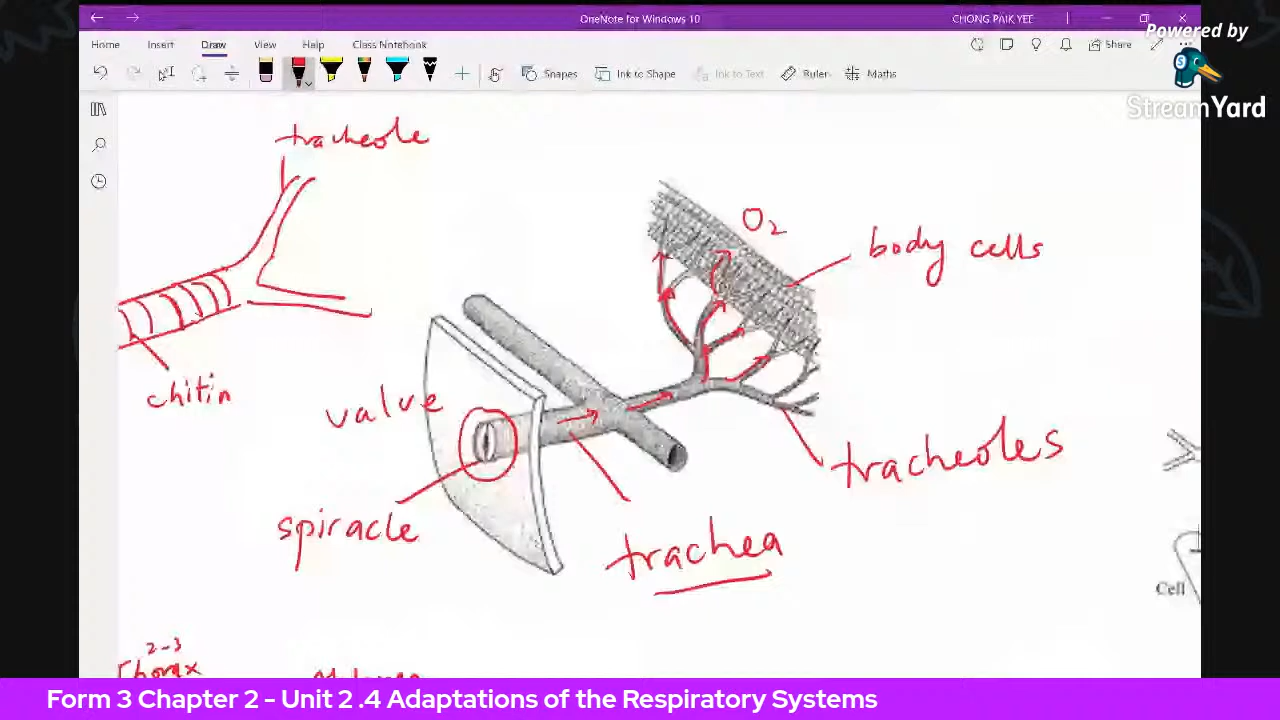 OneNote for Windows 10
CHONG PAIK YEE
Powered by
StreamYard
Home Insert Draw View Help Class Notebook
Share
Shapes Ink to Shape Ink to Text Ruler Maths
tracheole
O2
body cells
chitin
valve
tracheoles
spiracle
trachea
Cell
2-3
Thorax
Form 3 Chapter 2 - Unit 2 .4 Adaptations of the Respiratory Systems